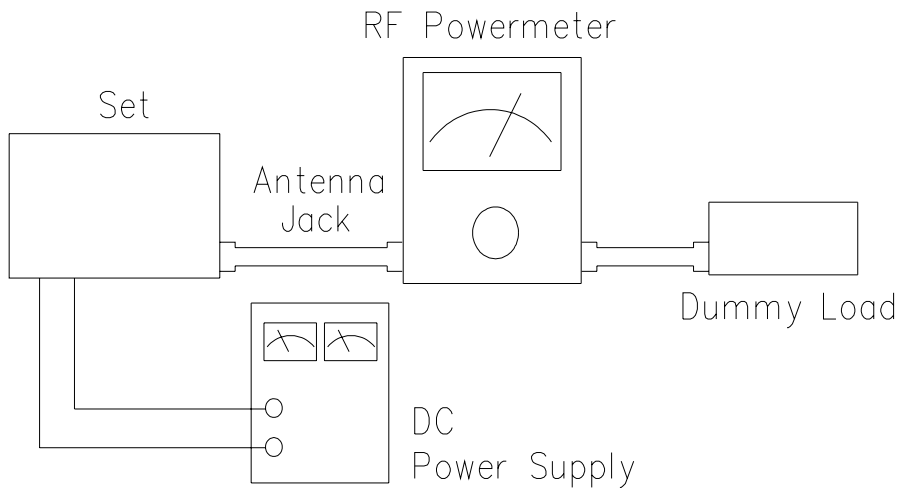 RF Powermeter
Set
Antenna
Jack
Dummy Load
DC
Power Supply